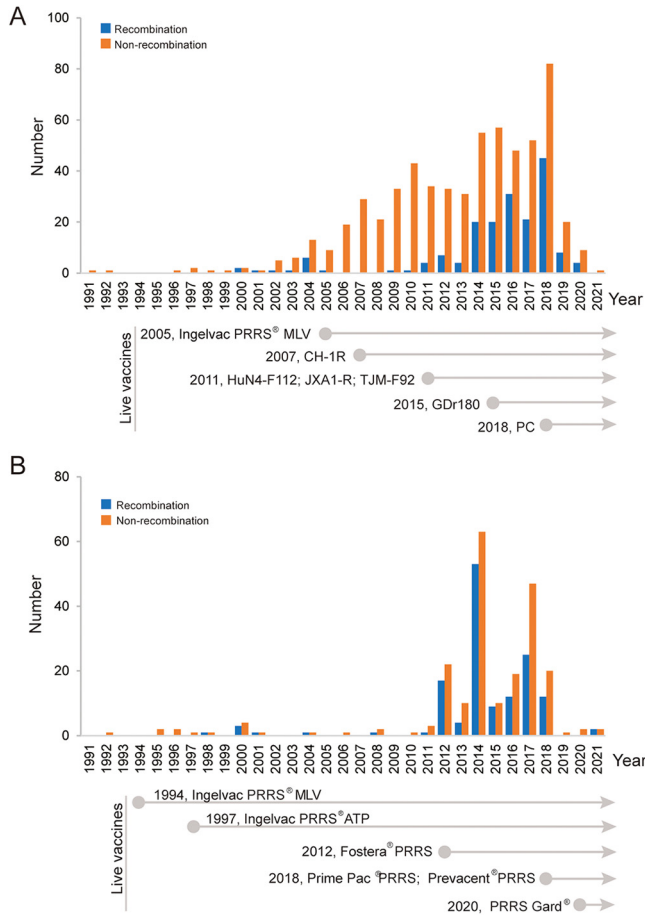 A
100
80
60
40
20
0
Number
Recombination
Non-recombination
1991 1992 1993 1994 1995 1996 1997 1998 1999 2000 2001 2002 2003 2004 2005 2006 2007 2008 2009 2010 2011 2012 2013 2014 2015 2016 2017 2018 2019 2020 2021 Year
Live vaccines
2005, Ingelvac PRRS® MLV
2007, CH-1R
2011, HuN4-F112; JXA1-R; TJM-F92
2015, GDr180
2018, PC
B
80
60
40
20
0
Number
Recombination
Non-recombination
1991 1992 1993 1994 1995 1996 1997 1998 1999 2000 2001 2002 2003 2004 2005 2006 2007 2008 2009 2010 2011 2012 2013 2014 2015 2016 2017 2018 2019 2020 2021 Year
Live vaccines
1994, Ingelvac PRRS® MLV
1997, Ingelvac PRRS® ATP
2012, Fostera® PRRS
2018, Prime Pac ®PRRS; Prevacent® PRRS
2020, PRRS Gard®